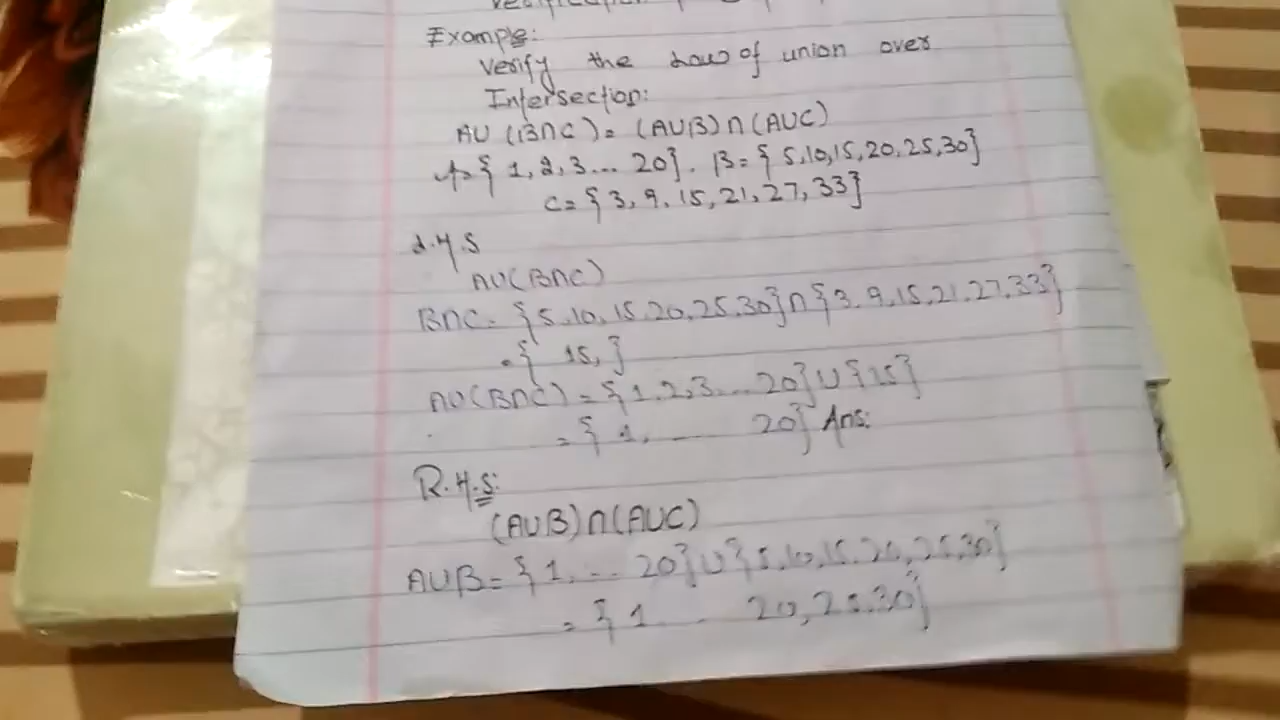 Example:
Verify the Law of union over
Intersection:
AU (B∩C) = (AUB)∩(AUC)
A= { 1, 2, 3... 20}. B= { 5,10,15,20,25,30}
C= { 3, 9, 15, 21, 27, 33}
L.H.S
AU(B∩C)
B∩C = {5,10,15,20,25,30}∩{3,9,15,21,27,33}
= { 15, }
AU(B∩C) = {1,2,3...20}U{15}
= { 1, ... 20} Ans:
R.H.S:
(AUB)∩(AUC)
AUB = {1, ... 20}U{5,10,15,20,25,30}
= { 1 ... 20, 25,30}